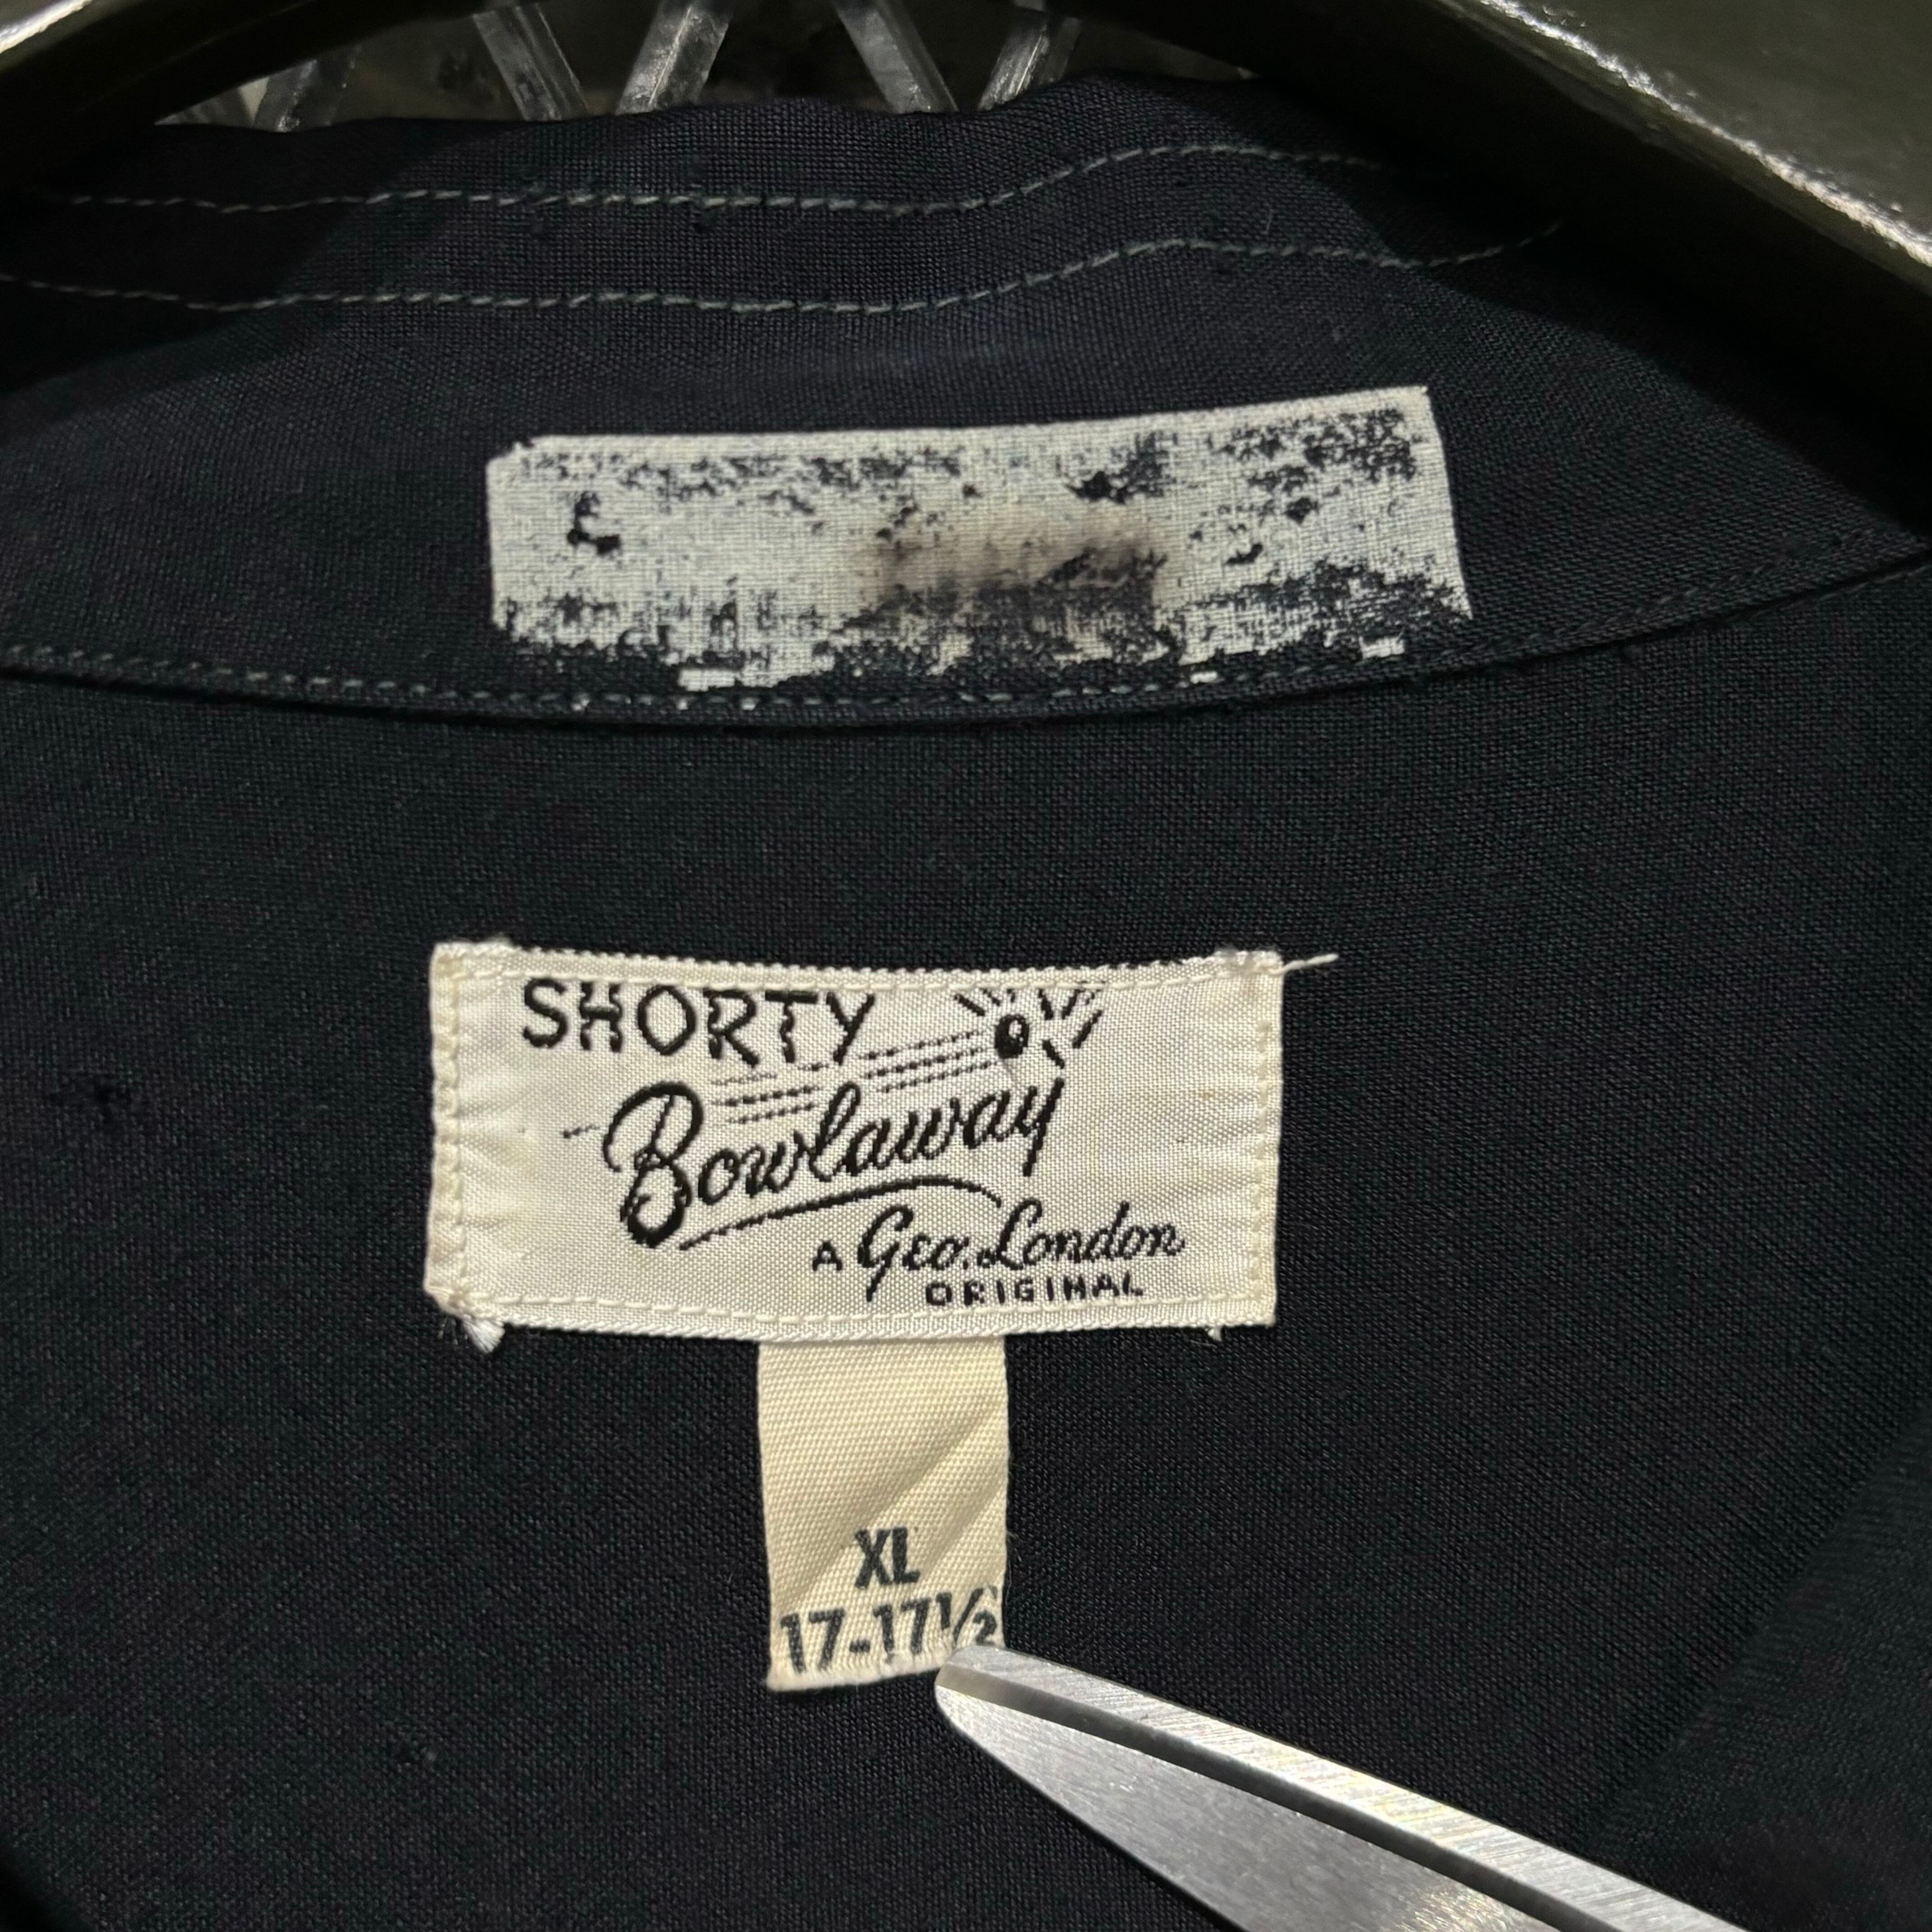 SHORTY
Bowlaway
A Geo. London
ORIGINAL
XL
17-17½